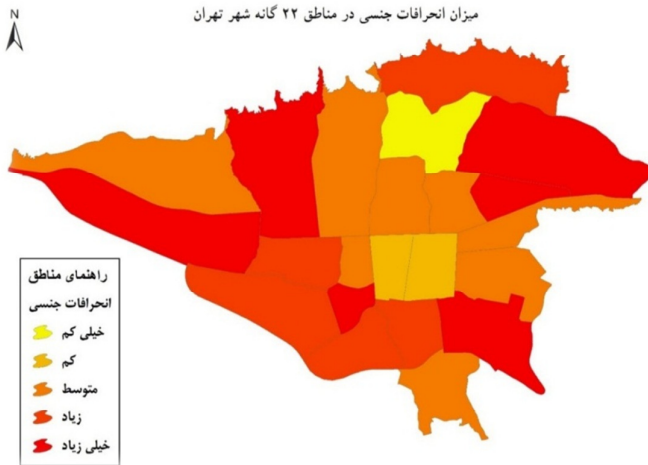 میزان انحرافات جنسی در مناطق ۲۲ گانه شهر تهران
N
راهنمای مناطق
انحرافات جنسی
خیلی کم
کم
متوسط
زیاد
خیلی زیاد